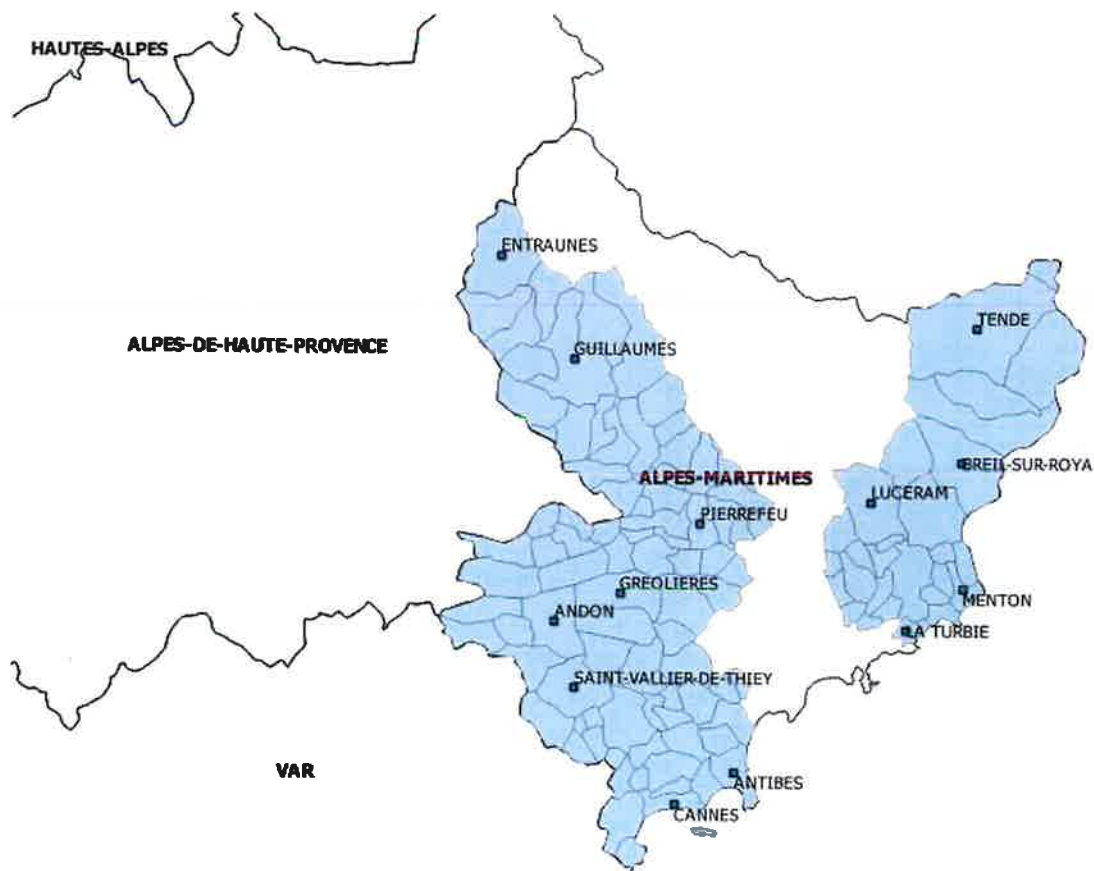 HAUTES-ALPES
ENTRAUNES
TENDE
ALPES-DE-HAUTE-PROVENCE
GUILLAUMES
BREIL-SUR-ROYA
ALPES-MARITIMES
LUCERAM
PIERREFEU
GREOLIERES
MENTON
ANDON
LA TURBIE
SAINT-VALLIER-DE-THIEY
VAR
ANTIBES
CANNES